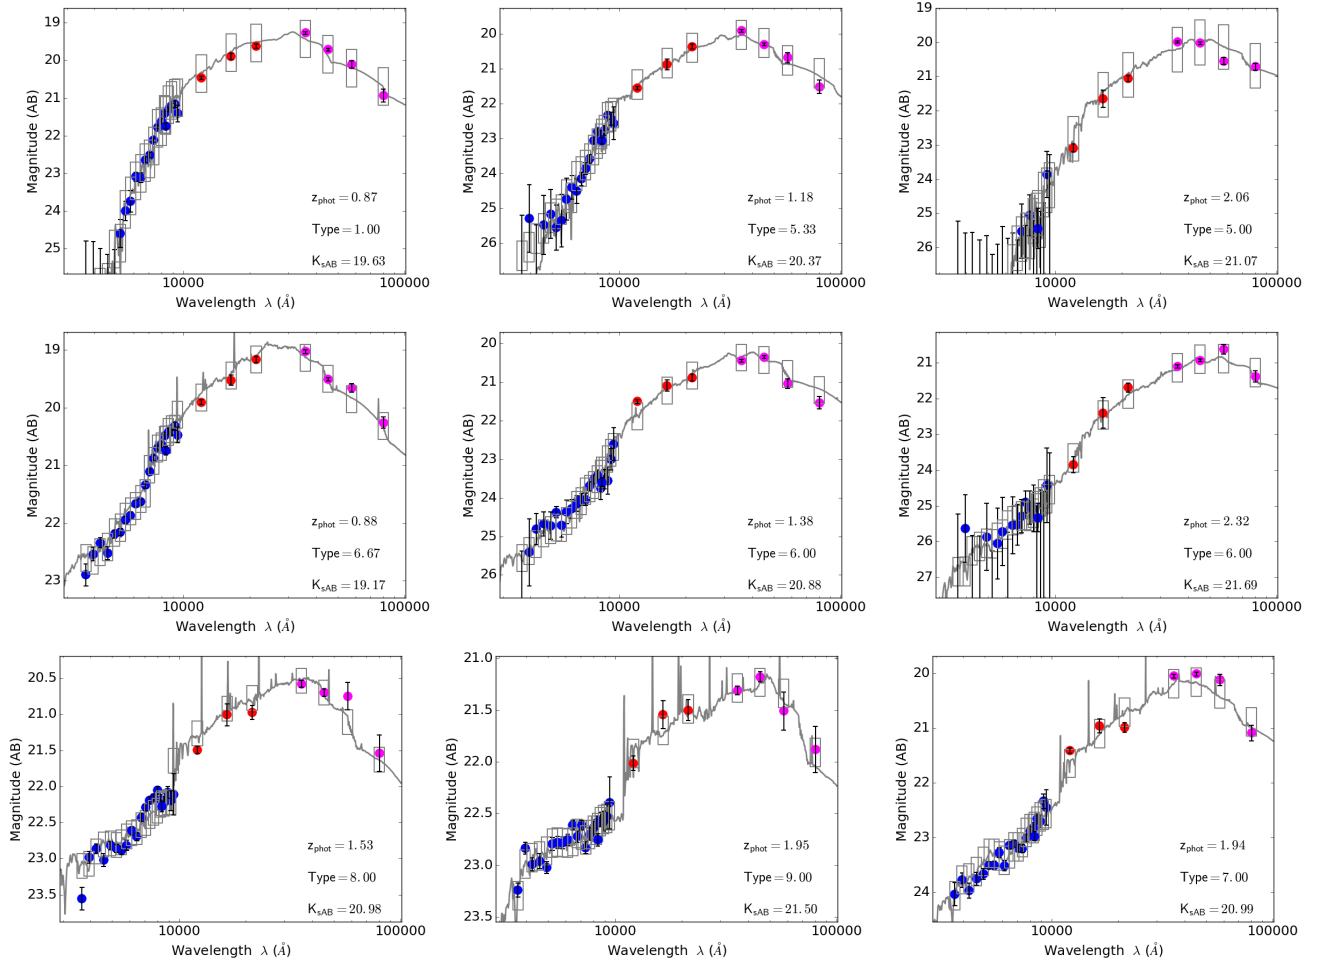 19
20
21
22
23
24
25
Magnitude (AB)
z_phot = 0.87
Type = 1.00
K_sAB = 19.63
10000 100000
Wavelength λ (Å)
20
21
22
23
24
25
26
Magnitude (AB)
z_phot = 1.18
Type = 5.33
K_sAB = 20.37
10000 100000
Wavelength λ (Å)
19
20
21
22
23
24
25
26
Magnitude (AB)
z_phot = 2.06
Type = 5.00
K_sAB = 21.07
10000 100000
Wavelength λ (Å)
19
20
21
22
23
Magnitude (AB)
z_phot = 0.88
Type = 6.67
K_sAB = 19.17
10000 100000
Wavelength λ (Å)
20
21
22
23
24
25
26
Magnitude (AB)
z_phot = 1.38
Type = 6.00
K_sAB = 20.88
10000 100000
Wavelength λ (Å)
21
22
23
24
25
26
27
Magnitude (AB)
z_phot = 2.32
Type = 6.00
K_sAB = 21.69
10000 100000
Wavelength λ (Å)
20.5
21.0
21.5
22.0
22.5
23.0
23.5
Magnitude (AB)
z_phot = 1.53
Type = 8.00
K_sAB = 20.98
10000 100000
Wavelength λ (Å)
21.0
21.5
22.0
22.5
23.0
23.5
Magnitude (AB)
z_phot = 1.95
Type = 9.00
K_sAB = 21.50
10000 100000
Wavelength λ (Å)
20
21
22
23
24
Magnitude (AB)
z_phot = 1.94
Type = 7.00
K_sAB = 20.99
10000 100000
Wavelength λ (Å)